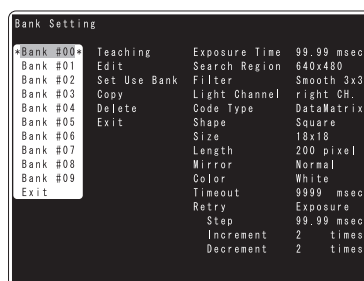 Bank Setting
*Bank #00* Teaching Exposure Time 99.99 msec
Bank #01 Edit Search Region 640x480
Bank #02 Set Use Bank Filter Smooth 3x3
Bank #03 Copy Light Channel right CH.
Bank #04 Delete Code Type DataMatrix
Bank #05 Exit Shape Square
Bank #06 Size 18x18
Bank #07 Length 200 pixel
Bank #08 Mirror Normal
Bank #09 Color White
Exit Timeout 9999 msec
Retry Exposure
Step 99.99 msec
Increment 2 times
Decrement 2 times